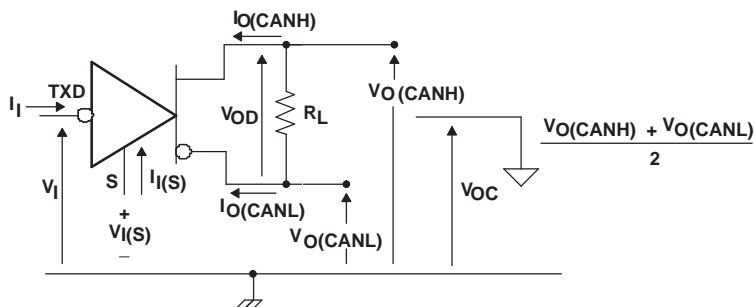 IO(CANH)
TXD
II
VOD
RL
VO(CANH)
VO(CANH) + VO(CANL)
2
VI
S
II(S)
IO(CANL)
VOC
+
VI(S)
–
VO(CANL)